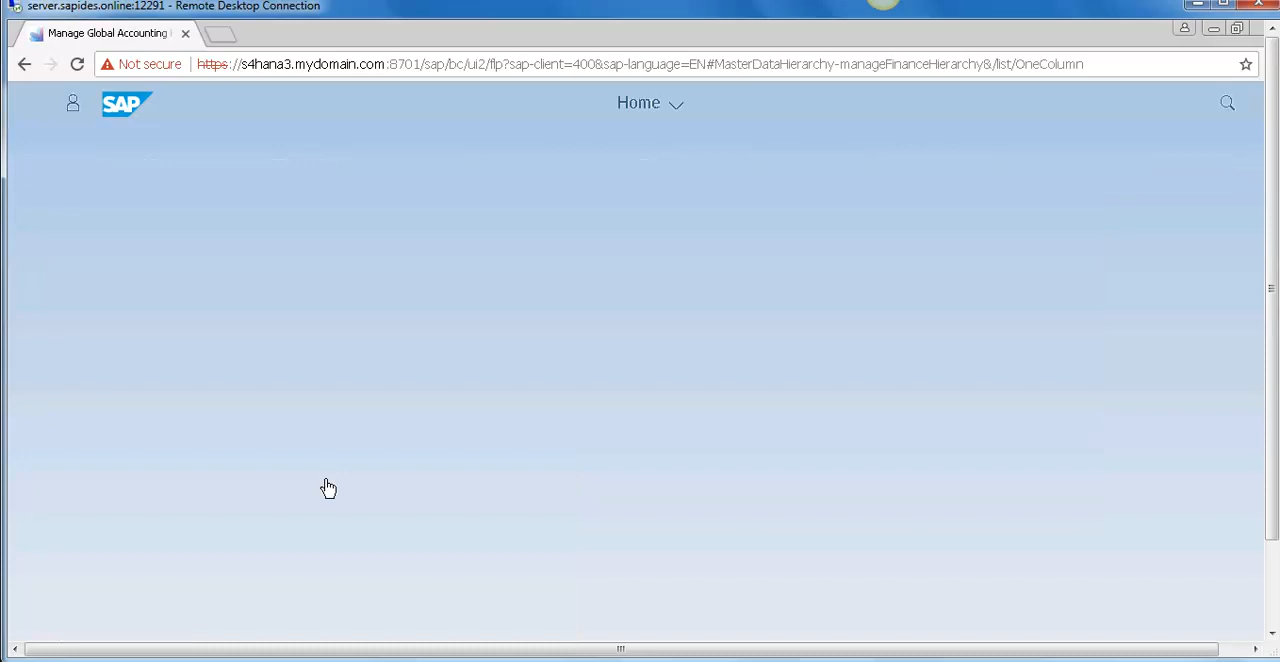 server.sapides.online:12291 - Remote Desktop Connection
Manage Global Accounting
Not secure https://s4hana3.mydomain.com:8701/sap/bc/ui2/flp?sap-client=400&sap-language=EN#MasterDataHierarchy-manageFinanceHierarchy&/list/OneColumn
SAP Home